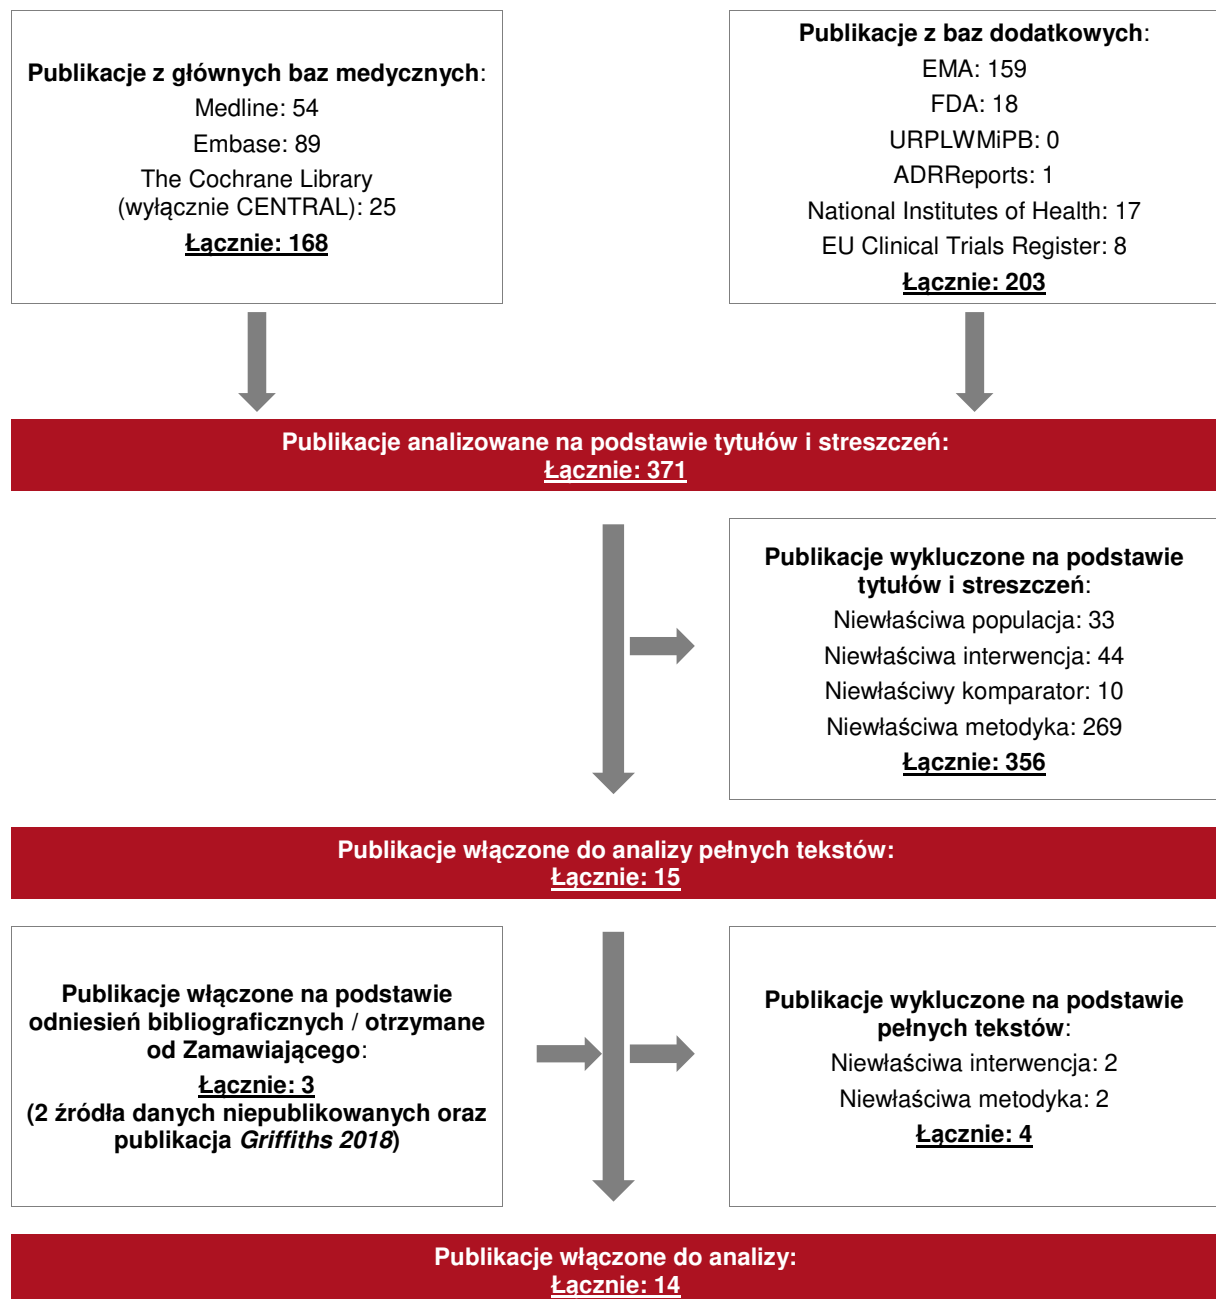 Publikacje z głównych baz medycznych:
Medline: 54
Embase: 89
The Cochrane Library
(wyłącznie CENTRAL): 25
Łącznie: 168
Publikacje z baz dodatkowych:
EMA: 159
FDA: 18
URPLWMiPB: 0
ADRReports: 1
National Institutes of Health: 17
EU Clinical Trials Register: 8
Łącznie: 203
Publikacje analizowane na podstawie tytułów i streszczeń:
Łącznie: 371
Publikacje wykluczone na podstawie
tytułów i streszczeń:
Niewłaściwa populacja: 33
Niewłaściwa interwencja: 44
Niewłaściwy komparator: 10
Niewłaściwa metodyka: 269
Łącznie: 356
Publikacje włączone do analizy pełnych tekstów:
Łącznie: 15
Publikacje włączone na podstawie
odniesień bibliograficznych / otrzymane
od Zamawiającego:
Łącznie: 3
(2 źródła danych niepublikowanych oraz
publikacja Griffiths 2018)
Publikacje wykluczone na podstawie
pełnych tekstów:
Niewłaściwa interwencja: 2
Niewłaściwa metodyka: 2
Łącznie: 4
Publikacje włączone do analizy:
Łącznie: 14